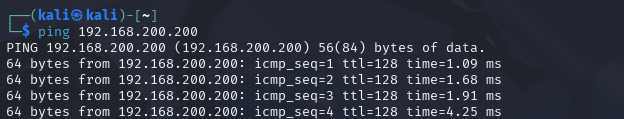 ┌──(kali㉿kali)-[~]
└─$ ping 192.168.200.200
PING 192.168.200.200 (192.168.200.200) 56(84) bytes of data.
64 bytes from 192.168.200.200: icmp_seq=1 ttl=128 time=1.09 ms
64 bytes from 192.168.200.200: icmp_seq=2 ttl=128 time=1.68 ms
64 bytes from 192.168.200.200: icmp_seq=3 ttl=128 time=1.91 ms
64 bytes from 192.168.200.200: icmp_seq=4 ttl=128 time=4.25 ms